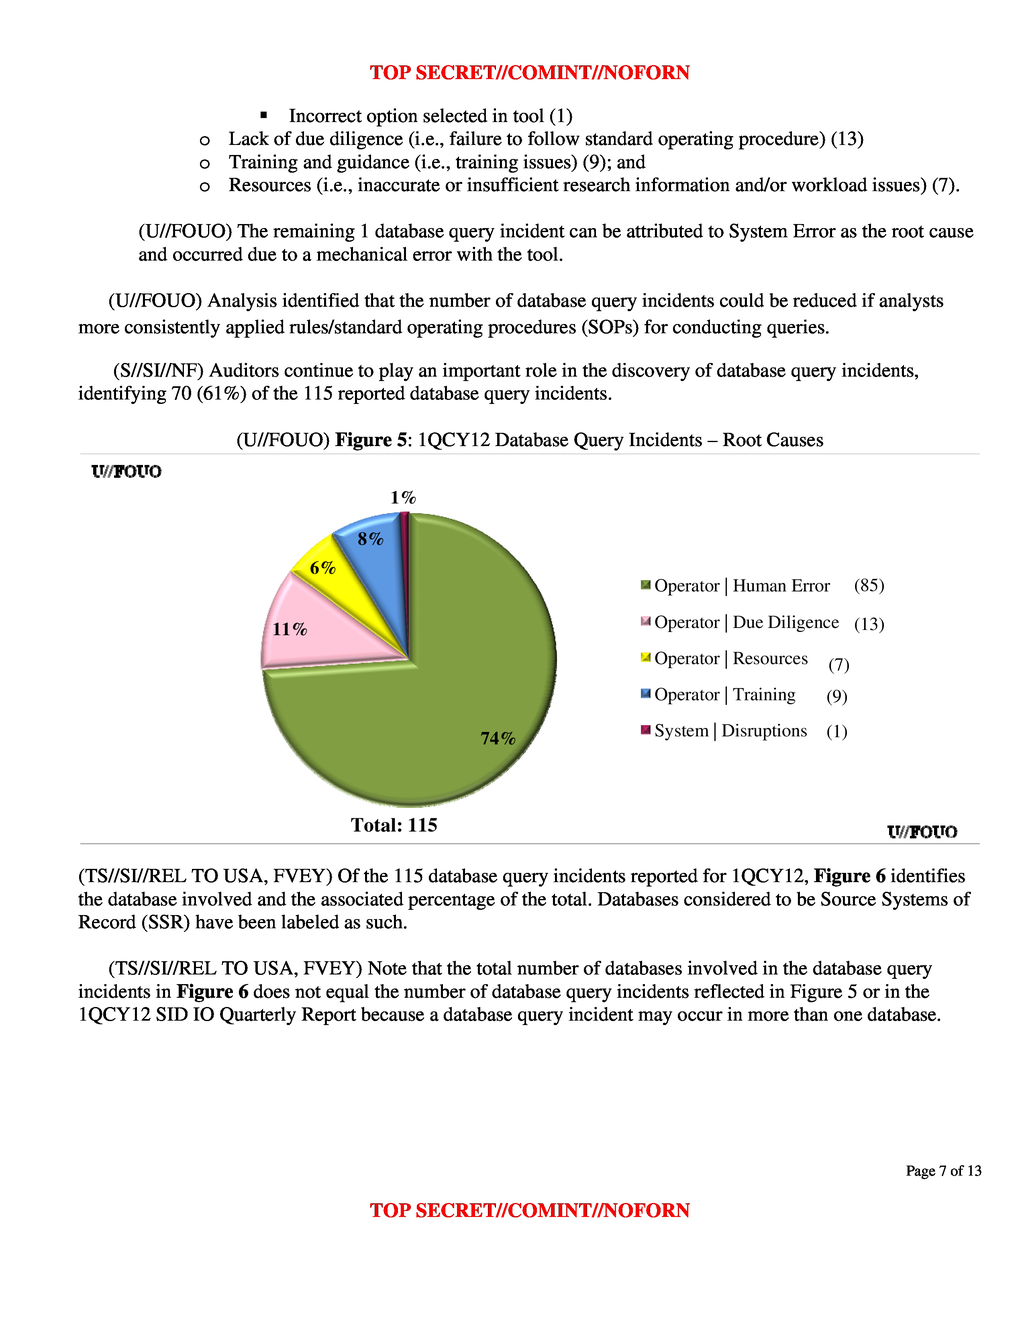 TOP SECRET//COMINT//NOFORN
▪ Incorrect option selected in tool (1)
o Lack of due diligence (i.e., failure to follow standard operating procedure) (13)
o Training and guidance (i.e., training issues) (9); and
o Resources (i.e., inaccurate or insufficient research information and/or workload issues) (7).
(U//FOUO) The remaining 1 database query incident can be attributed to System Error as the root cause
and occurred due to a mechanical error with the tool.
(U//FOUO) Analysis identified that the number of database query incidents could be reduced if analysts
more consistently applied rules/standard operating procedures (SOPs) for conducting queries.
(S//SI//NF) Auditors continue to play an important role in the discovery of database query incidents,
identifying 70 (61%) of the 115 reported database query incidents.
(U//FOUO) Figure 5: 1QCY12 Database Query Incidents – Root Causes
U//FOUO
1%
8%
6%
11%
74%
Operator | Human Error (85)
Operator | Due Diligence (13)
Operator | Resources (7)
Operator | Training (9)
System | Disruptions (1)
Total: 115
U//FOUO
(TS//SI//REL TO USA, FVEY) Of the 115 database query incidents reported for 1QCY12, Figure 6 identifies
the database involved and the associated percentage of the total. Databases considered to be Source Systems of
Record (SSR) have been labeled as such.
(TS//SI//REL TO USA, FVEY) Note that the total number of databases involved in the database query
incidents in Figure 6 does not equal the number of database query incidents reflected in Figure 5 or in the
1QCY12 SID IO Quarterly Report because a database query incident may occur in more than one database.
Page 7 of 13
TOP SECRET//COMINT//NOFORN